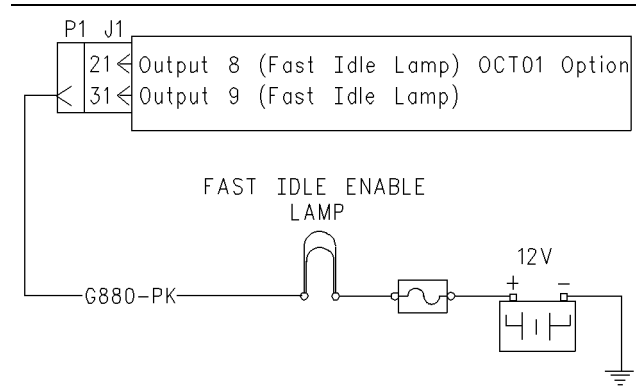 P1 J1
21 Output 8 (Fast Idle Lamp) OCT01 Option
31 Output 9 (Fast Idle Lamp)
FAST IDLE ENABLE
LAMP
12V
+ −
G880-PK